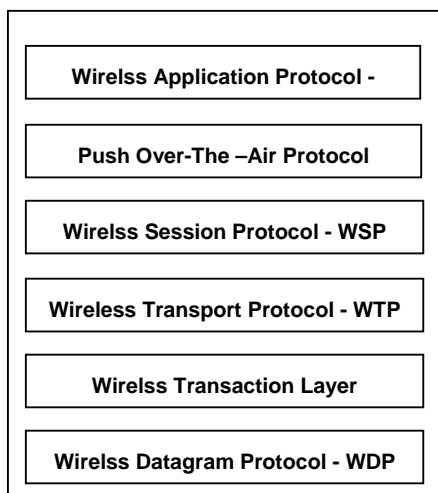 Wirelss Application Protocol -
Push Over-The –Air Protocol
Wirelss Session Protocol - WSP
Wireless Transport Protocol - WTP
Wirelss Transaction Layer
Wirelss Datagram Protocol - WDP